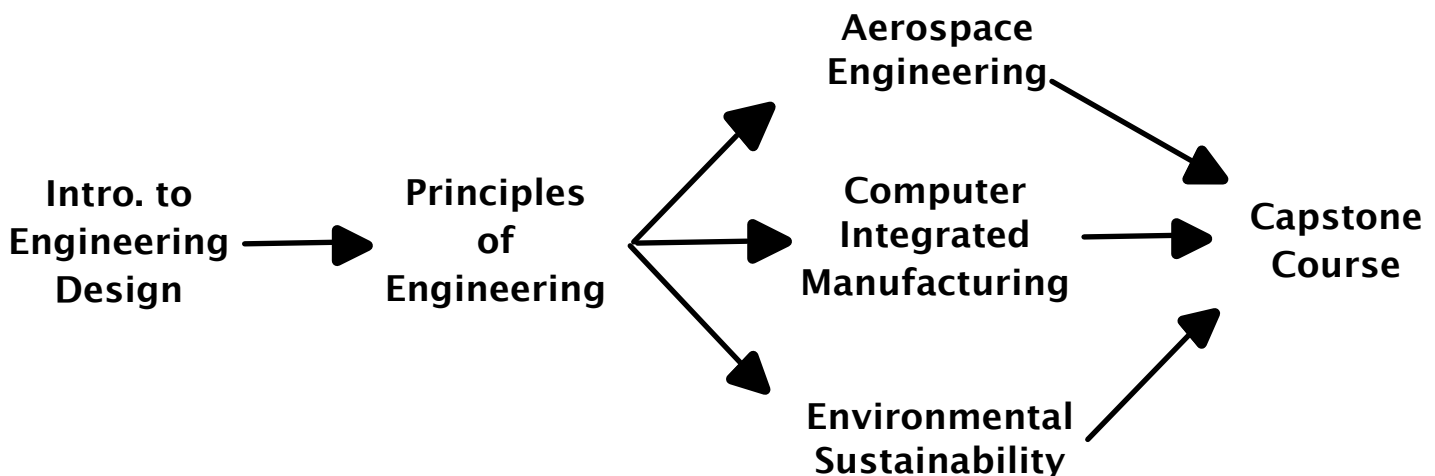 Intro. to
Engineering
Design
Principles
of
Engineering
Aerospace
Engineering
Computer
Integrated
Manufacturing
Environmental
Sustainability
Capstone
Course